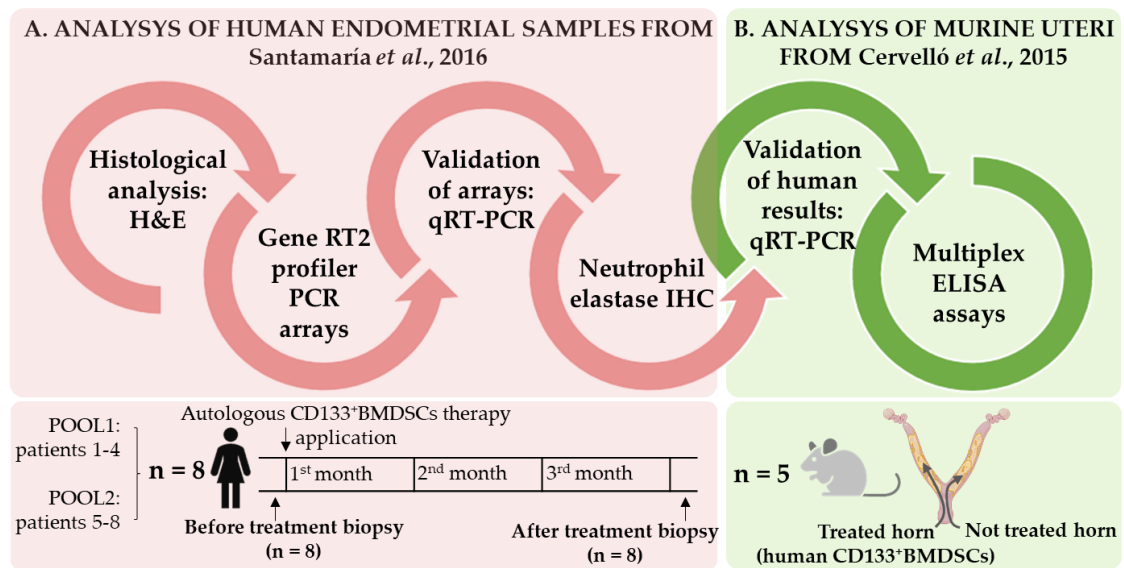 A. ANALYSYS OF HUMAN ENDOMETRIAL SAMPLES FROM
Santamaría et al., 2016
Histological
analysis:
H&E
Gene RT2
profiler
PCR
arrays
Validation
of arrays:
qRT-PCR
Neutrophil
elastase IHC
B. ANALYSYS OF MURINE UTERI
FROM Cervelló et al., 2015
Validation
of human
results:
qRT-PCR
Multiplex
ELISA
assays
POOL1:
patients 1-4
POOL2:
patients 5-8
n = 8
Autologous CD133⁺BMDSCs therapy
application
1st month
2nd month
3rd month
Before treatment biopsy
(n = 8)
After treatment biopsy
(n = 8)
n = 5
Treated horn
(human CD133⁺BMDSCs)
Not treated horn